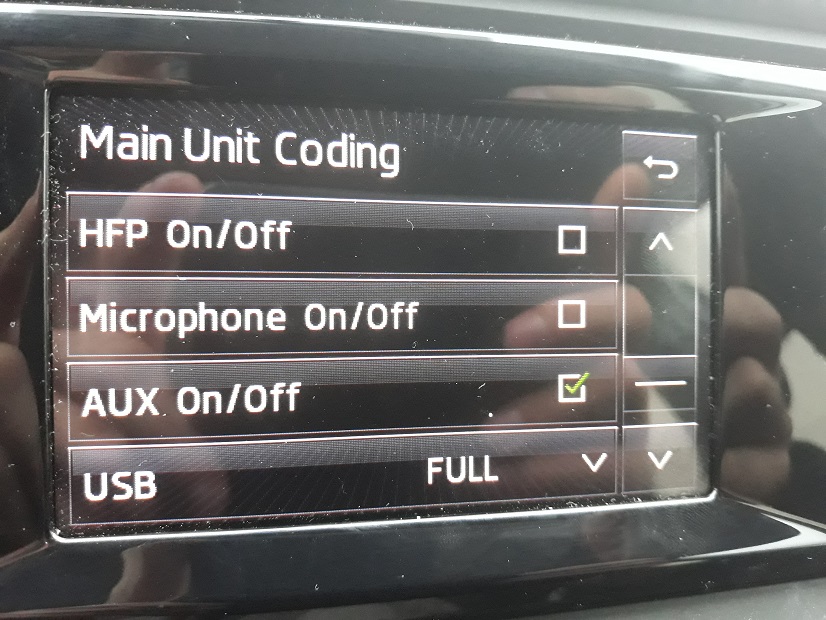 Main Unit Coding
HFP On/Off
Microphone On/Off
AUX On/Off
USB FULL